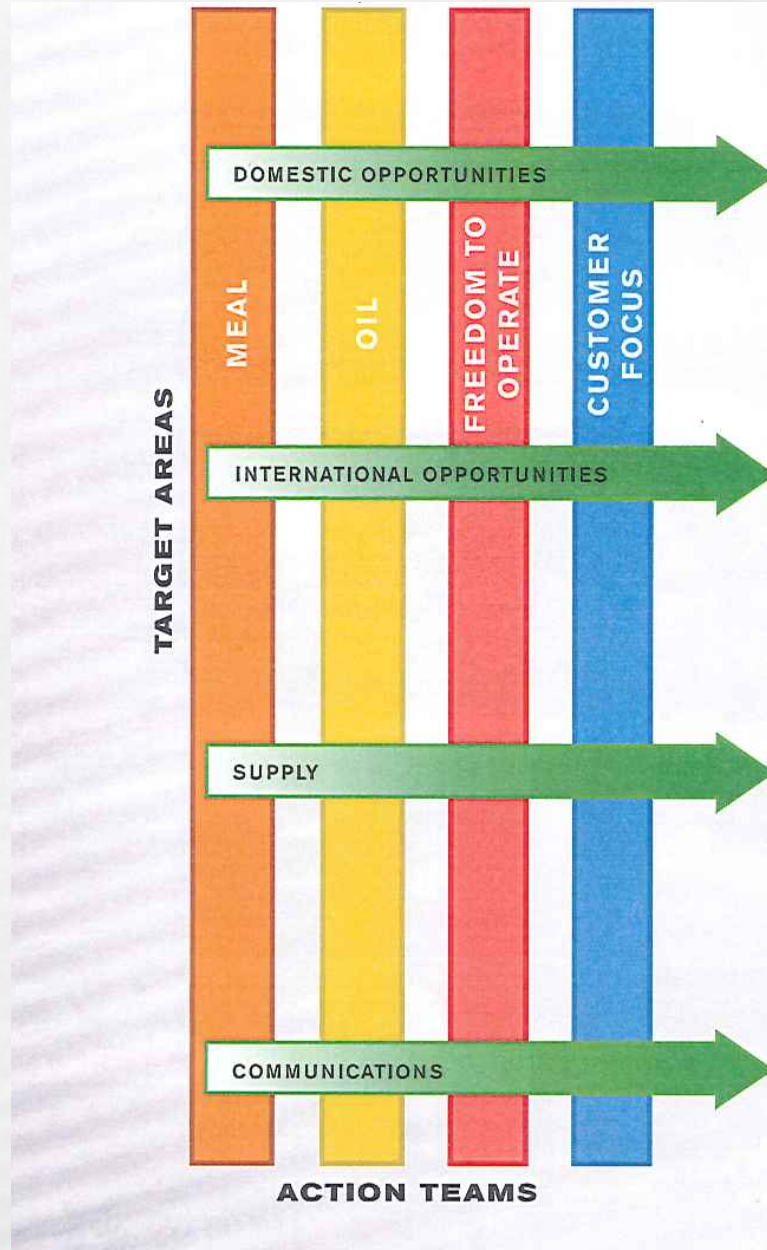 DOMESTIC OPPORTUNITIES
MEAL
OIL
FREEDOM TO
OPERATE
CUSTOMER
FOCUS
INTERNATIONAL OPPORTUNITIES
TARGET AREAS
SUPPLY
COMMUNICATIONS
ACTION TEAMS